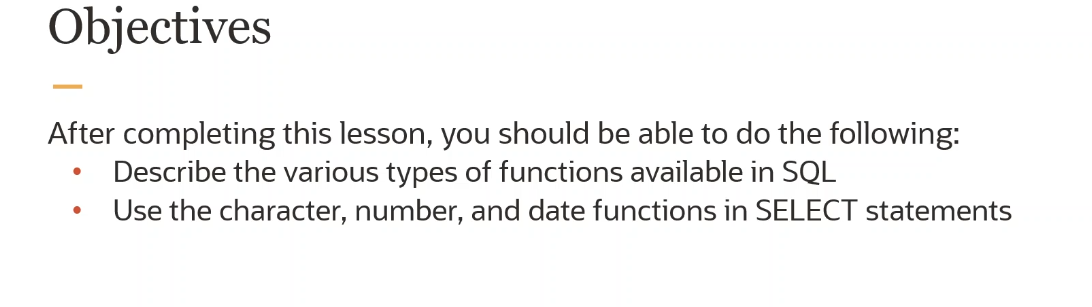 Objectives
After completing this lesson, you should be able to do the following:
• Describe the various types of functions available in SQL
• Use the character, number, and date functions in SELECT statements